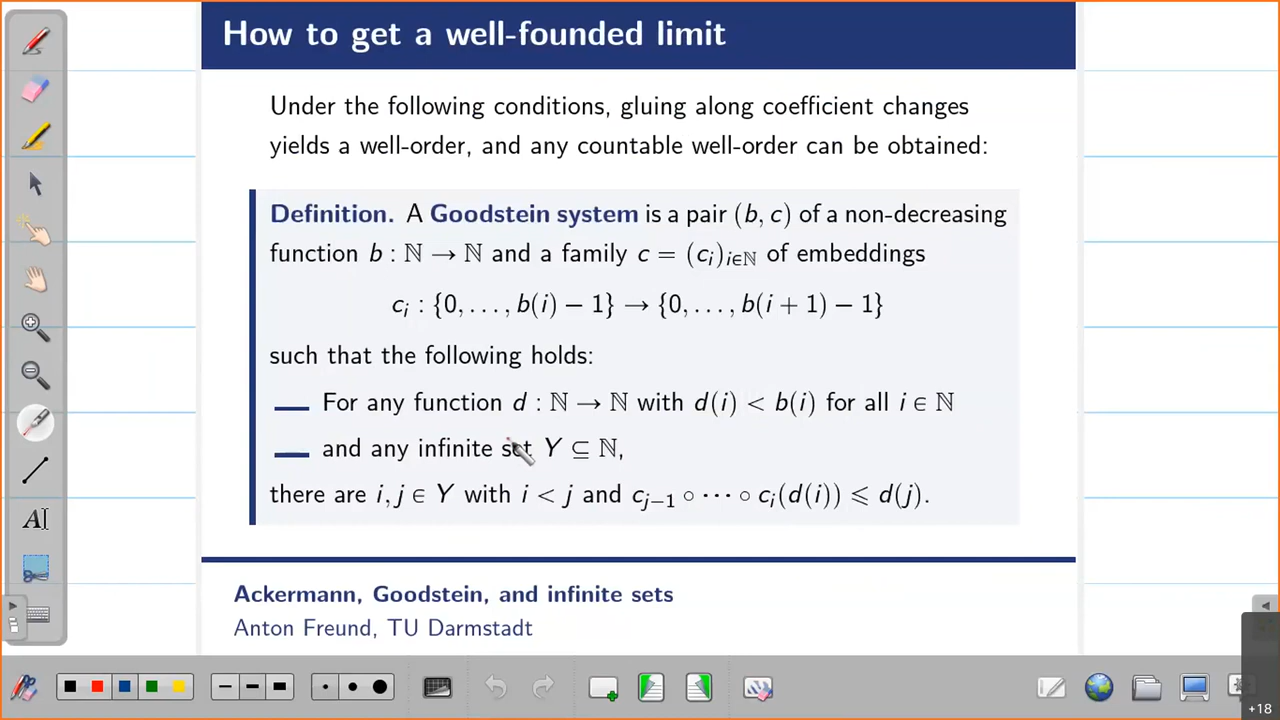 How to get a well-founded limit
Under the following conditions, gluing along coefficient changes
yields a well-order, and any countable well-order can be obtained:
Definition. A Goodstein system is a pair (b, c) of a non-decreasing
function b : ℕ → ℕ and a family c = (cᵢ)ᵢ∈ℕ of embeddings
cᵢ : {0, . . . , b(i) − 1} → {0, . . . , b(i + 1) − 1}
such that the following holds:
For any function d : ℕ → ℕ with d(i) < b(i) for all i ∈ ℕ
and any infinite set Y ⊆ ℕ,
there are i, j ∈ Y with i < j and cⱼ₋₁ ∘ ⋯ ∘ cᵢ(d(i)) ⩽ d(j).
Ackermann, Goodstein, and infinite sets
Anton Freund, TU Darmstadt
A
+18